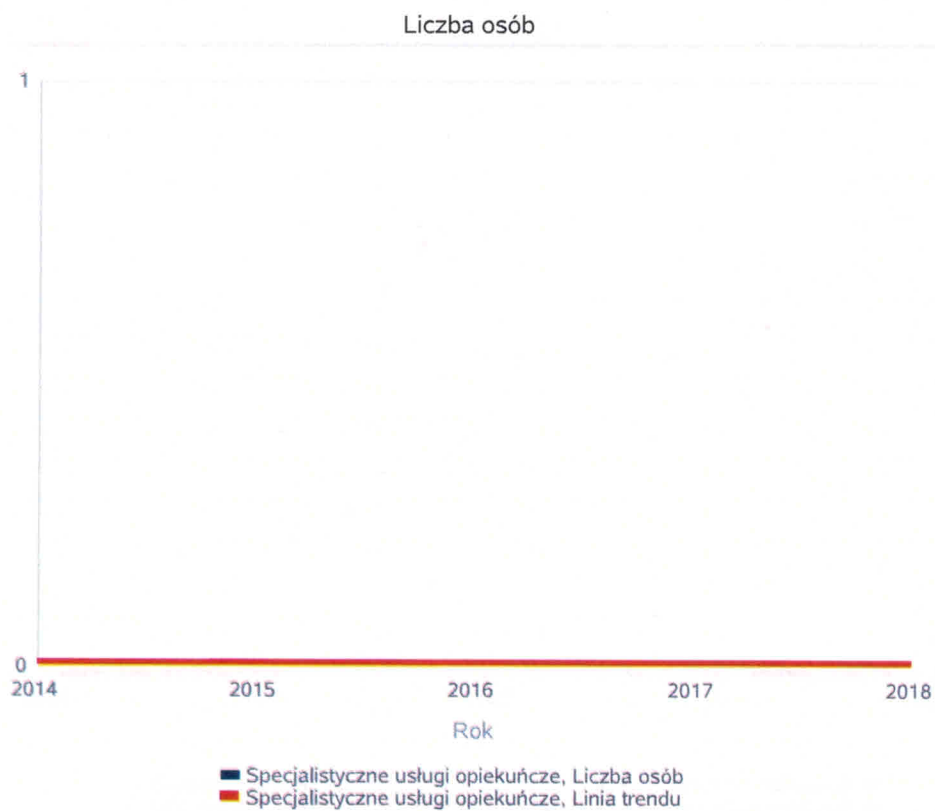 Liczba osób
1
0
2014 2015 2016 2017 2018
Rok
Specjalistyczne usługi opiekuńcze, Liczba osób
Specjalistyczne usługi opiekuńcze, Linia trendu